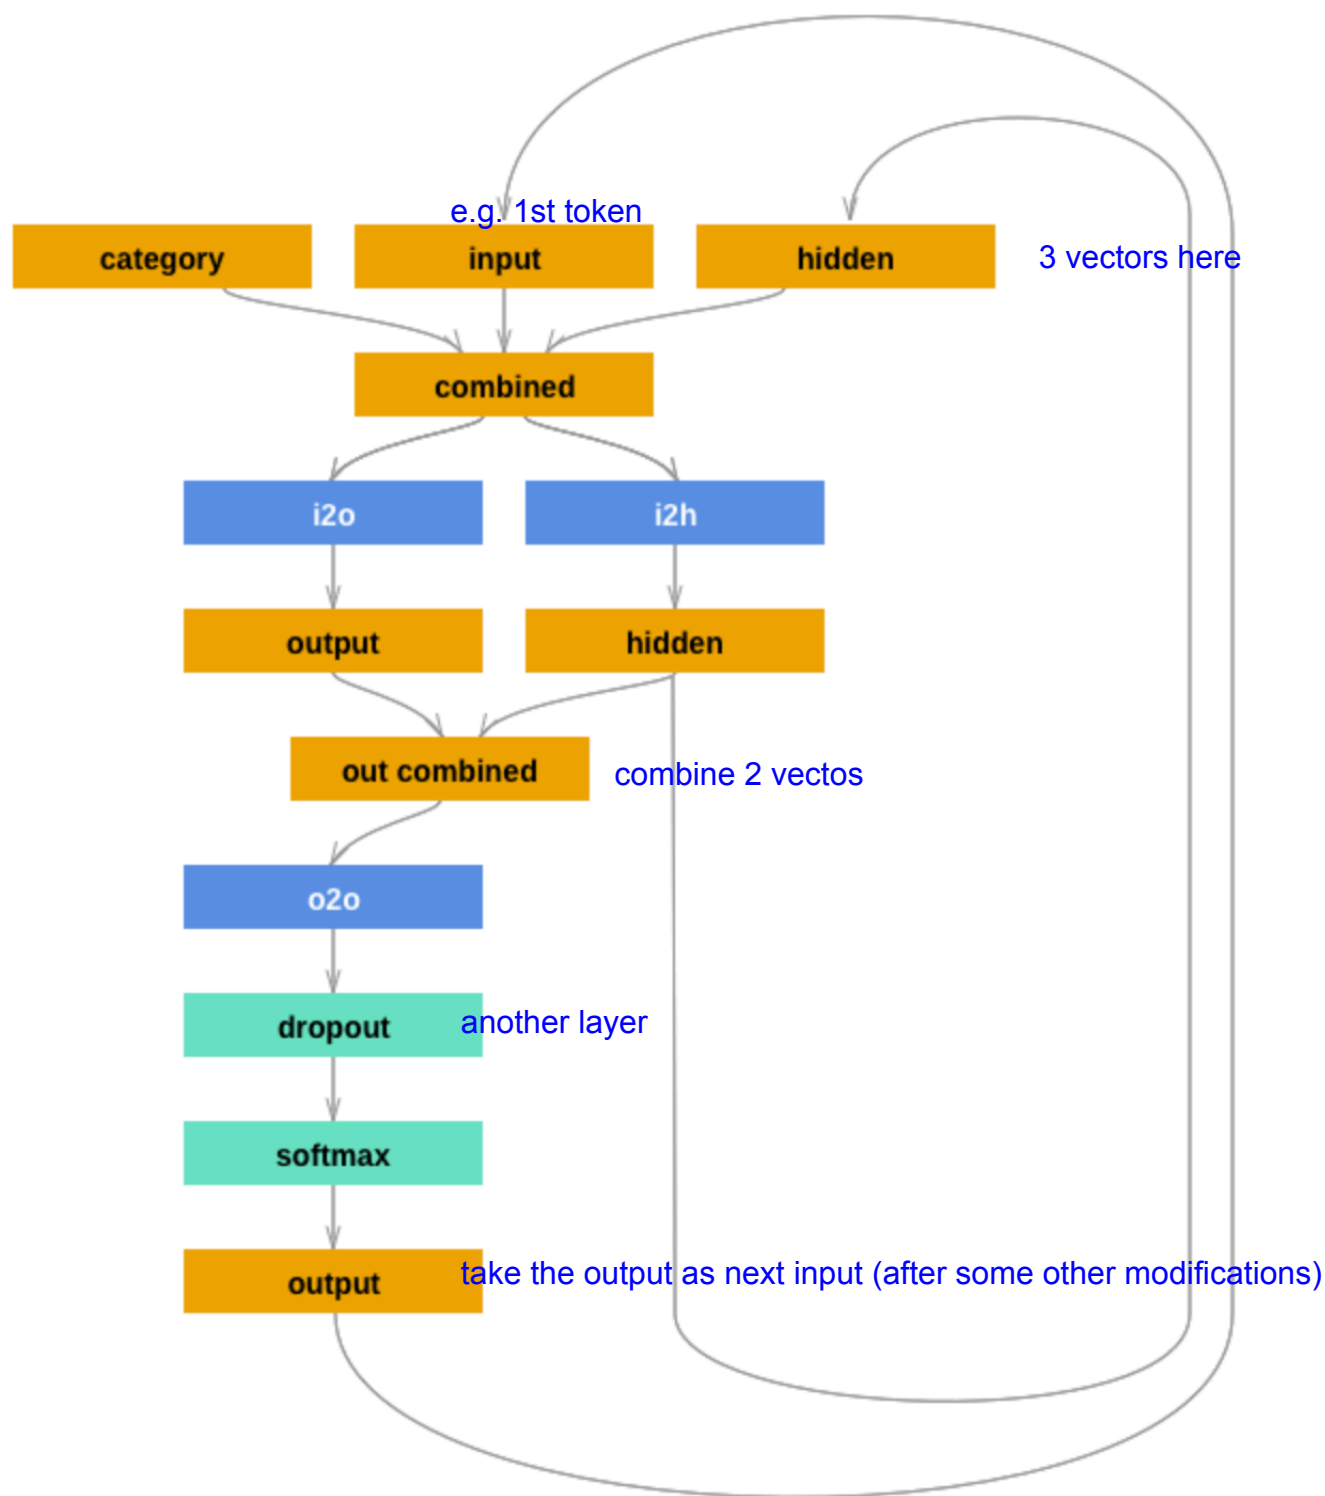 e.g. 1st token
category
input
hidden
3 vectors here
combined
i2o
i2h
output
hidden
out combined
combine 2 vectos
o2o
dropout
another layer
softmax
output
take the output as next input (after some other modifications)